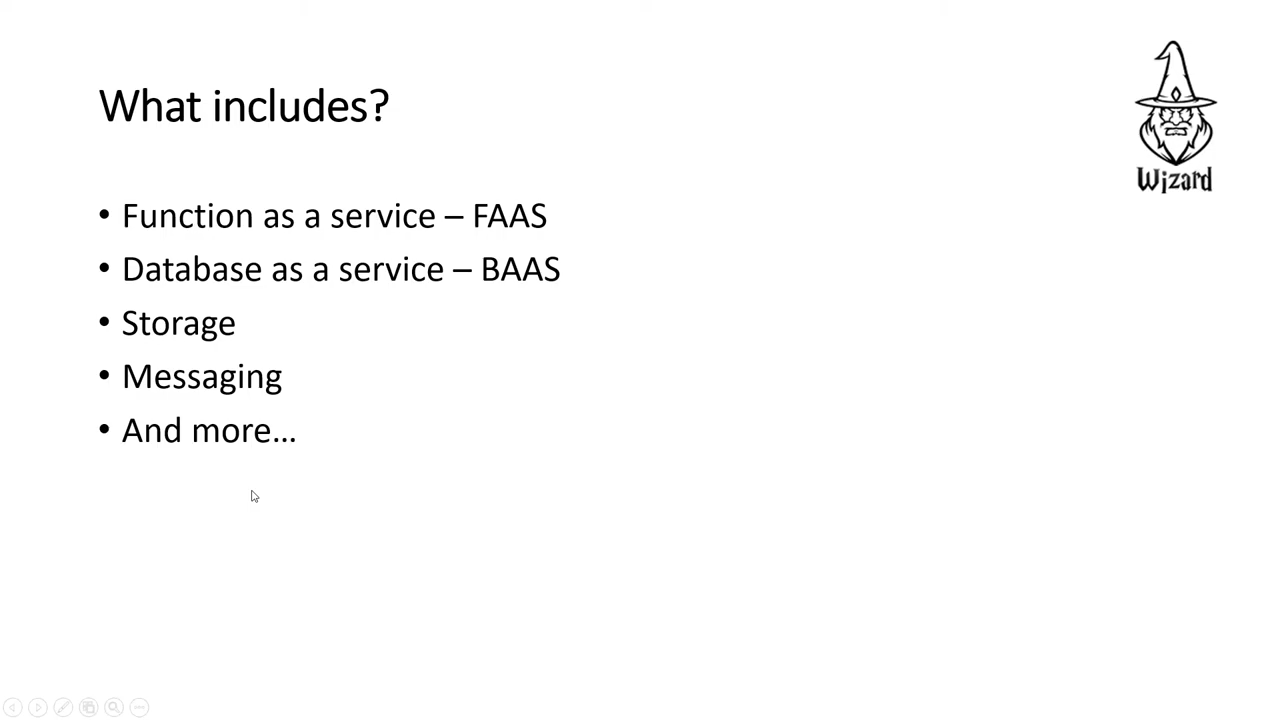 What includes?
Wizard
• Function as a service – FAAS
• Database as a service – BAAS
• Storage
• Messaging
• And more...